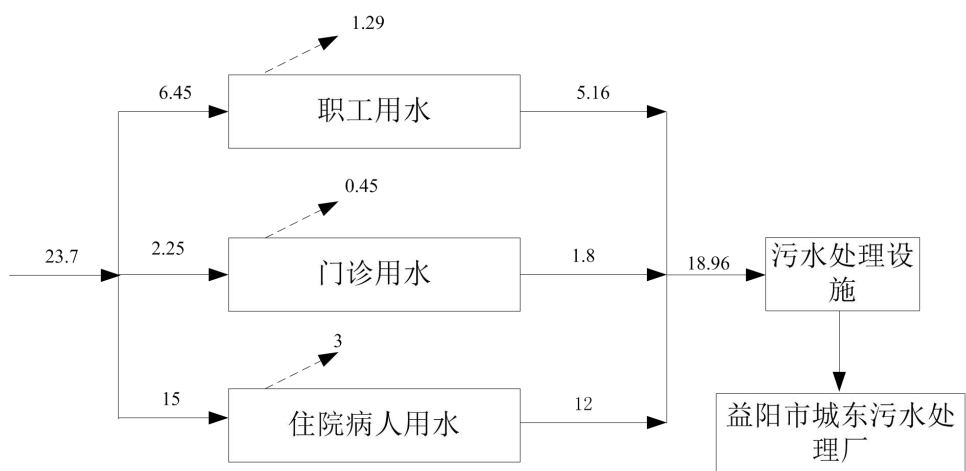 1.29
6.45
职工用水
5.16
0.45
23.7
2.25
门诊用水
1.8
18.96
污水处理设
施
3
15
住院病人用水
12
益阳市城东污水处
理厂